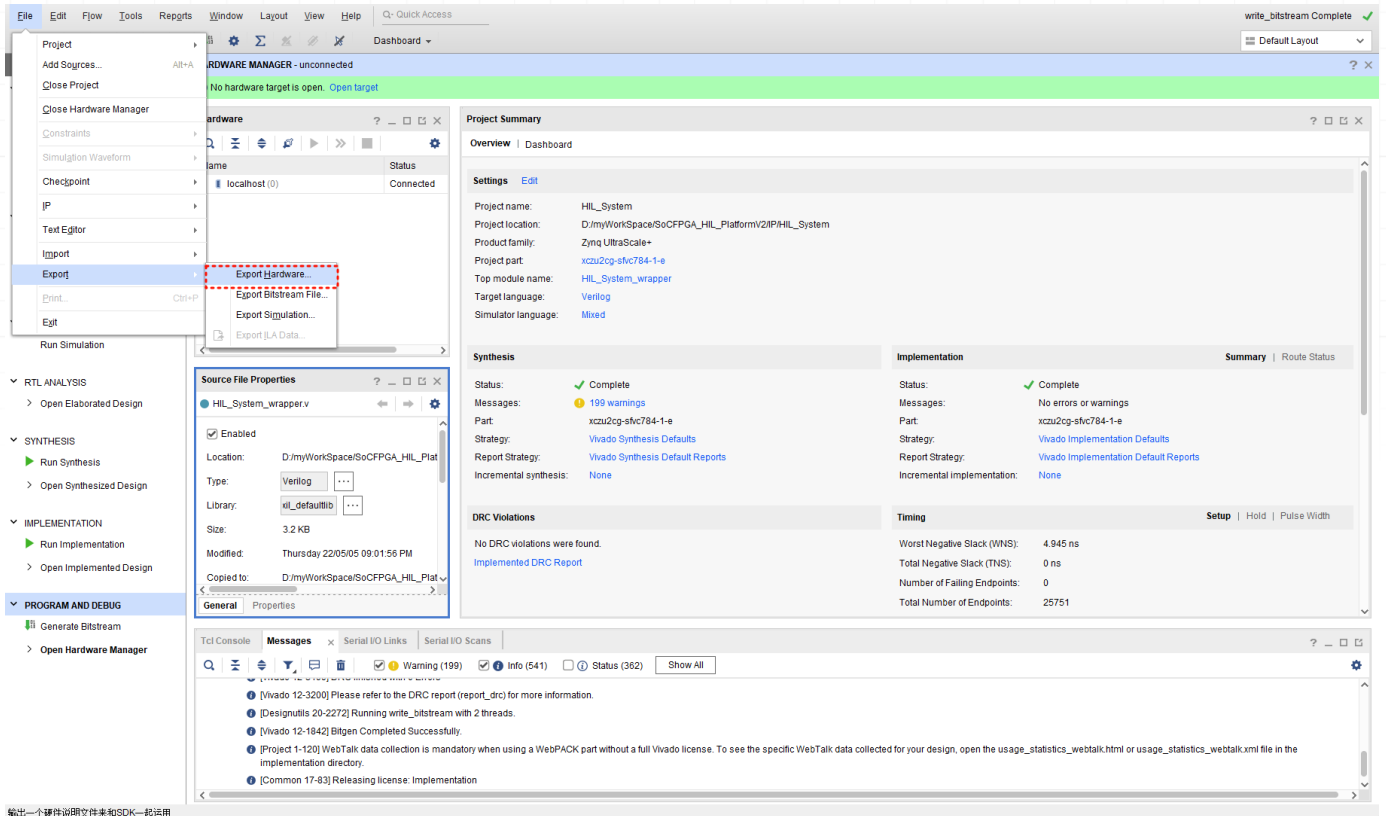 File Edit Flow Tools Reports Window Layout View Help Q- Quick Access write_bitstream Complete
Dashboard Default Layout
Project
Add Sources... Alt+A
Close Project
Close Hardware Manager
Constraints
Simulation Waveform
Checkpoint
IP
Text Editor
Import
Export
Print... Ctrl+P
Exit
Export Hardware...
Export Bitstream File...
Export Simulation...
Export ILA Data...
HARDWARE MANAGER - unconnected
No hardware target is open. Open target
Hardware
Name Status
localhost (0) Connected
Run Simulation
RTL ANALYSIS
Open Elaborated Design
SYNTHESIS
Run Synthesis
Open Synthesized Design
IMPLEMENTATION
Run Implementation
Open Implemented Design
PROGRAM AND DEBUG
Generate Bitstream
Open Hardware Manager
Source File Properties
HIL_System_wrapper.v
Enabled
Location: D:/myWorkSpace/SoCFPGA_HIL_Plat
Type: Verilog ...
Library: xil_defaultlib ...
Size: 3.2 KB
Modified: Thursday 22/05/05 09:01:56 PM
Copied to: D:/myWorkSpace/SoCFPGA_HIL_Plat
General Properties
Project Summary
Overview | Dashboard
Settings Edit
Project name: HIL_System
Project location: D:/myWorkSpace/SoCFPGA_HIL_PlatformV2/IP/HIL_System
Product family: Zynq UltraScale+
Project part: xczu2cg-sfvc784-1-e
Top module name: HIL_System_wrapper
Target language: Verilog
Simulator language: Mixed
Synthesis
Status: Complete
Messages: 199 warnings
Part: xczu2cg-sfvc784-1-e
Strategy: Vivado Synthesis Defaults
Report Strategy: Vivado Synthesis Default Reports
Incremental synthesis: None
Implementation Summary | Route Status
Status: Complete
Messages: No errors or warnings
Part: xczu2cg-sfvc784-1-e
Strategy: Vivado Implementation Defaults
Report Strategy: Vivado Implementation Default Reports
Incremental implementation: None
DRC Violations
No DRC violations were found.
Implemented DRC Report
Timing Setup | Hold | Pulse Width
Worst Negative Slack (WNS): 4.945 ns
Total Negative Slack (TNS): 0 ns
Number of Failing Endpoints: 0
Total Number of Endpoints: 25751
Tcl Console Messages Serial I/O Links Serial I/O Scans
Warning (199) Info (541) Status (362) Show All
[Vivado 12-3200] Please refer to the DRC report (report_drc) for more information.
[Designutils 20-2272] Running write_bitstream with 2 threads.
[Vivado 12-1842] Bitgen Completed Successfully.
[Project 1-120] WebTalk data collection is mandatory when using a WebPACK part without a full Vivado license. To see the specific WebTalk data collected for your design, open the usage_statistics_webtalk.html or usage_statistics_webtalk.xml file in the
implementation directory.
[Common 17-83] Releasing license: Implementation
输出一个硬件说明文件来和SDK一起运用